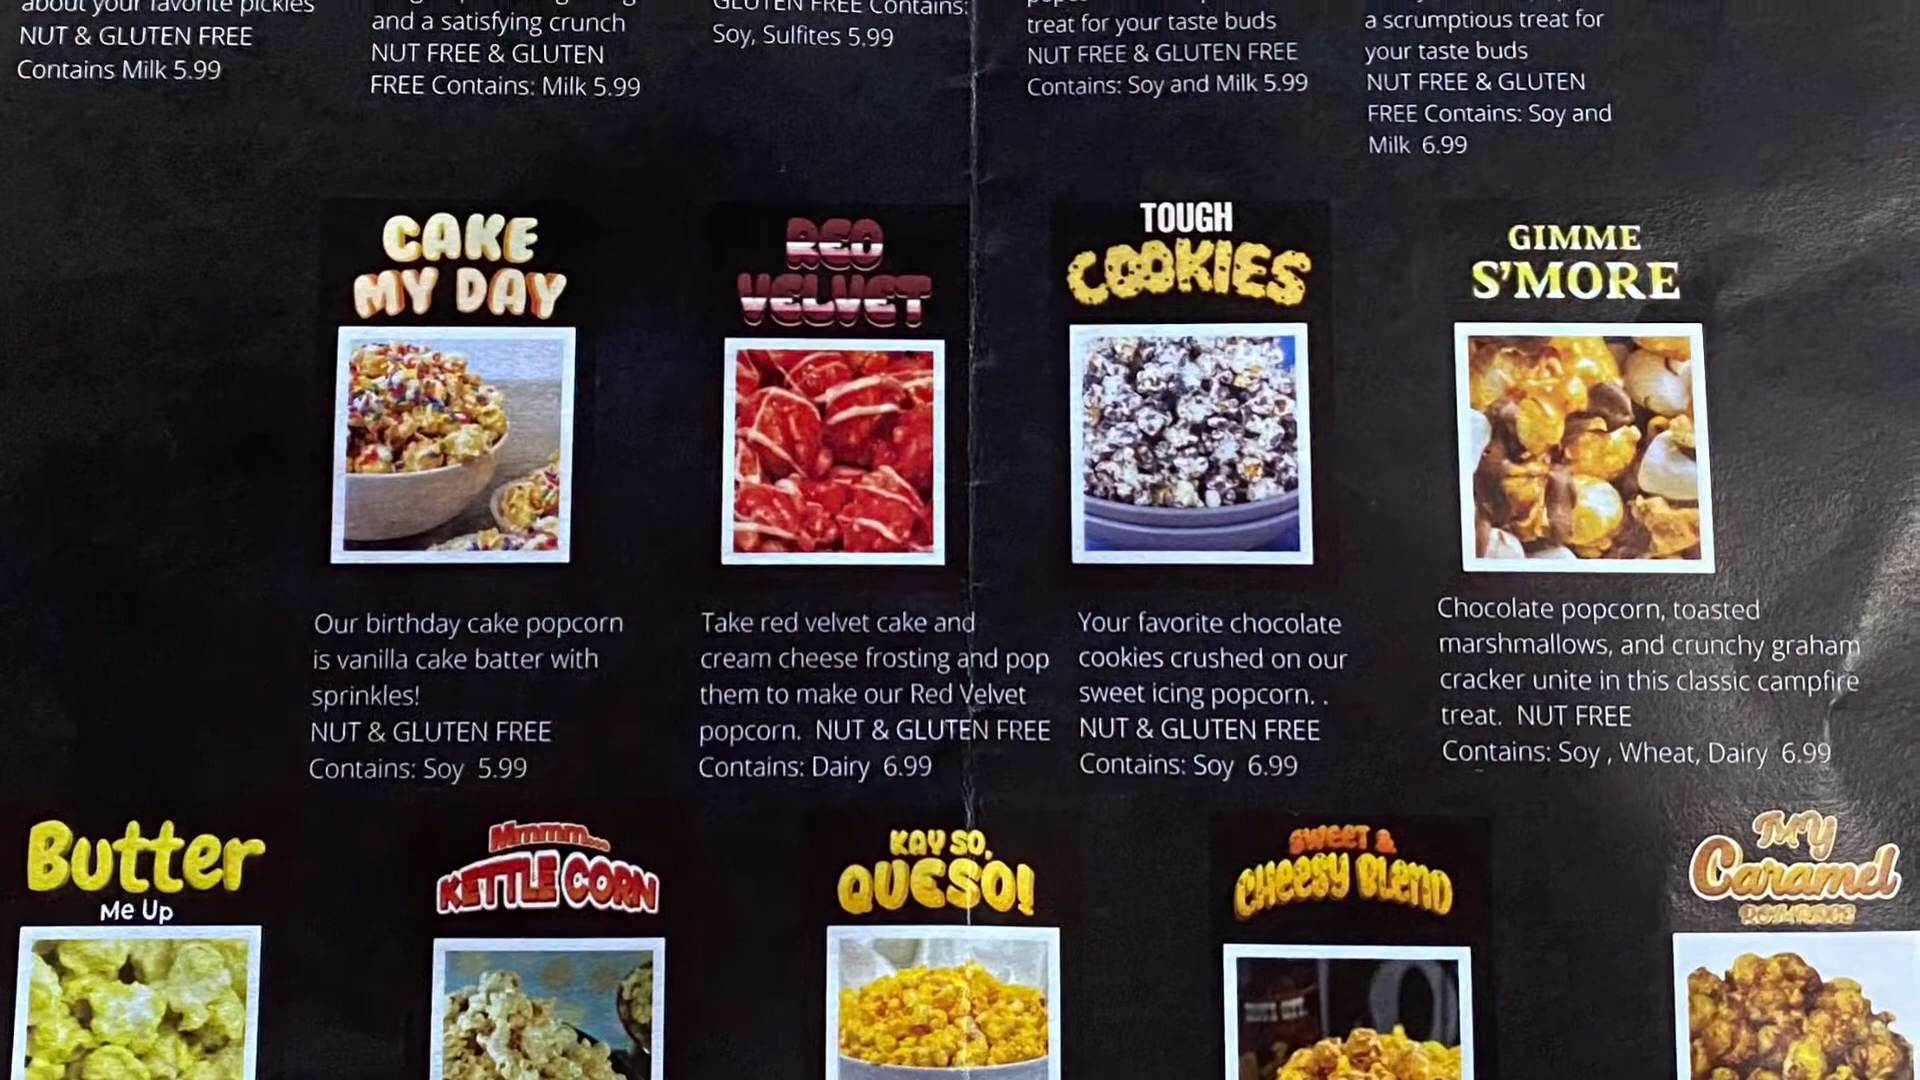 about your favorite pickles
NUT & GLUTEN FREE
Contains Milk 5.99
and a satisfying crunch
NUT FREE & GLUTEN
FREE Contains: Milk 5.99
GLUTEN FREE Contains:
Soy, Sulfites 5.99
treat for your taste buds
NUT FREE & GLUTEN FREE
Contains: Soy and Milk 5.99
a scrumptious treat for
your taste buds
NUT FREE & GLUTEN
FREE Contains: Soy and
Milk 6.99
CAKE
MY DAY
Our birthday cake popcorn
is vanilla cake batter with
sprinkles!
NUT & GLUTEN FREE
Contains: Soy 5.99
RED
VELVET
Take red velvet cake and
cream cheese frosting and pop
them to make our Red Velvet
popcorn. NUT & GLUTEN FREE
Contains: Dairy 6.99
TOUGH
COOKIES
Your favorite chocolate
cookies crushed on our
sweet icing popcorn. .
NUT & GLUTEN FREE
Contains: Soy 6.99
GIMME
S'MORE
Chocolate popcorn, toasted
marshmallows, and crunchy graham
cracker unite in this classic campfire
treat. NUT FREE
Contains: Soy , Wheat, Dairy 6.99
Butter
Me Up
Mmmm...
KETTLE CORN
KAY SO,
QUESO!
SWEET &
CHEESY BLEND
My
Caramel
ROMANCE